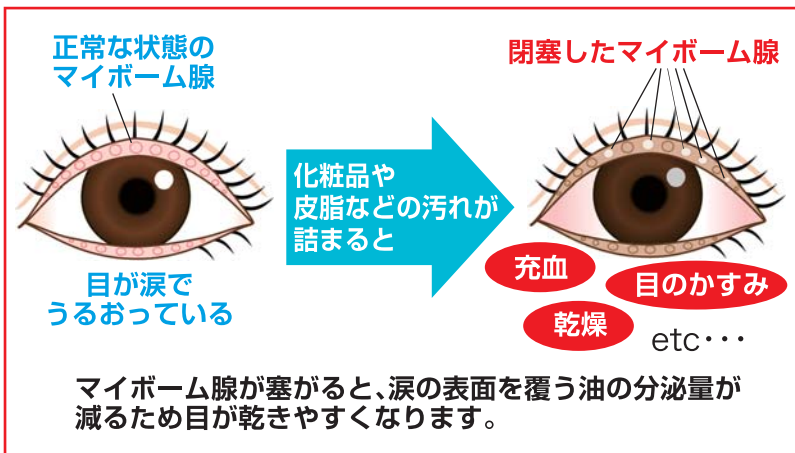 正常な状態の
マイボーム腺
閉塞したマイボーム腺
化粧品や
皮脂などの汚れが
詰まると
目が涙で
うるおっている
充血
目のかすみ
乾燥
etc･･･
マイボーム腺が塞がると、涙の表面を覆う油の分泌量が
減るため目が乾きやすくなります。